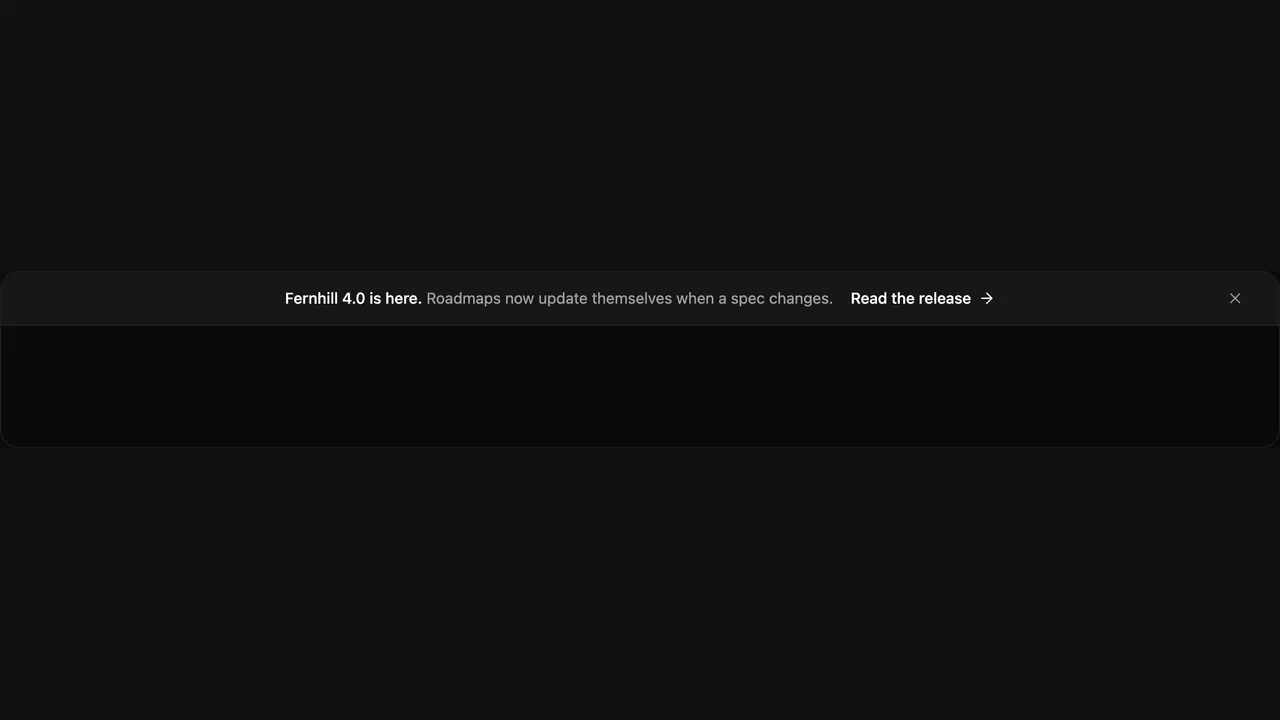 Fernhill 4.0 is here. Roadmaps now update themselves when a spec changes. Read the release →